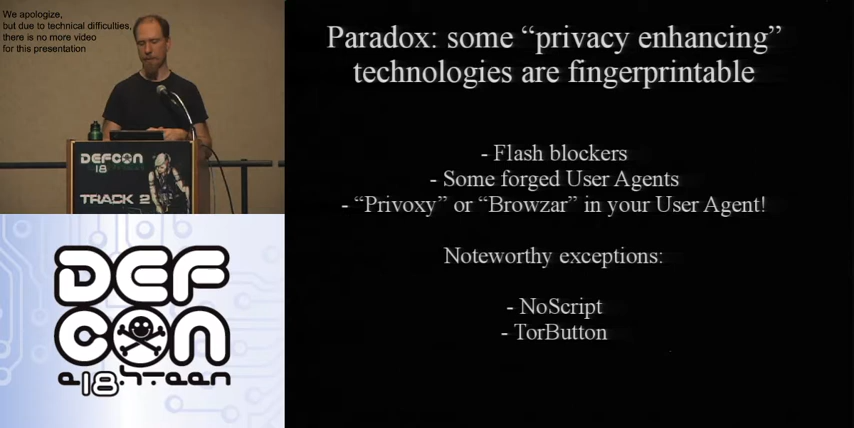 We apologize,
but due to technical difficulties,
there is no more video
for this presentation
DEFCON
18
TRACK 2
DEF
CON
e18hteen
Paradox: some “privacy enhancing”
technologies are fingerprintable
- Flash blockers
- Some forged User Agents
- “Privoxy” or “Browzar” in your User Agent!
Noteworthy exceptions:
- NoScript
- TorButton